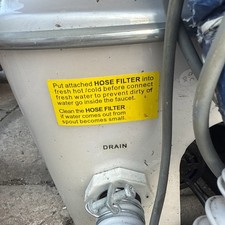 Put attached HOSE FILTER into
fresh hot /cold before connect
fresh water to prevent dirty of
water go inside the faucet.
Clean the HOSE FILTER
if water comes out from
spout becomes small.
DRAIN